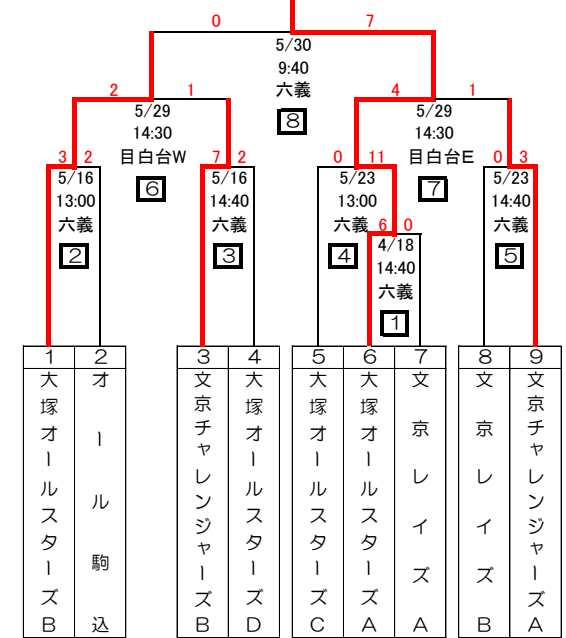 0 7
5/30
9:40
六義
8
2 1
5/29
14:30
目白台W
6
4 1
5/29
14:30
目白台E
7
3 2
5/16
13:00
六義
2
7 2
5/16
14:40
六義
3
0 11
5/23
13:00
六義
4
0 3
5/23
14:40
六義
5
6 0
4/18
14:40
六義
1
1
大塚オールスターズB
2
オール駒込
3
文京チャレンジャーズB
4
大塚オールスターズD
5
大塚オールスターズC
6
大塚オールスターズA
7
文京レイズA
8
文京レイズB
9
文京チャレンジャーズA